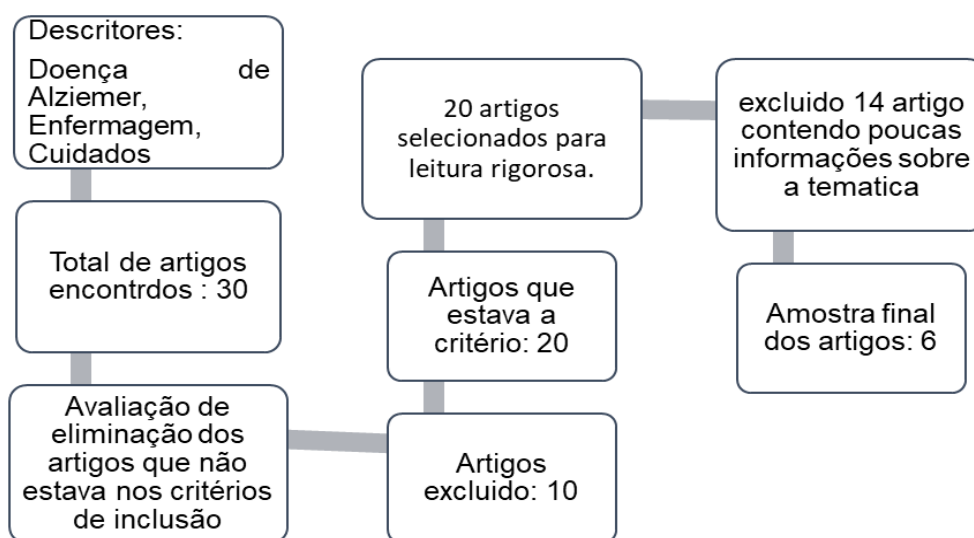 Descritores:
Doença de
Alziemer,
Enfermagem,
Cuidados
Total de artigos
encontrdos : 30
Avaliação de
eliminação dos
artigos que não
estava nos critérios
de inclusão
Artigos
excluido: 10
Artigos que
estava a
critério: 20
20 artigos
selecionados para
leitura rigorosa.
excluido 14 artigo
contendo poucas
informações sobre
a tematica
Amostra final
dos artigos: 6